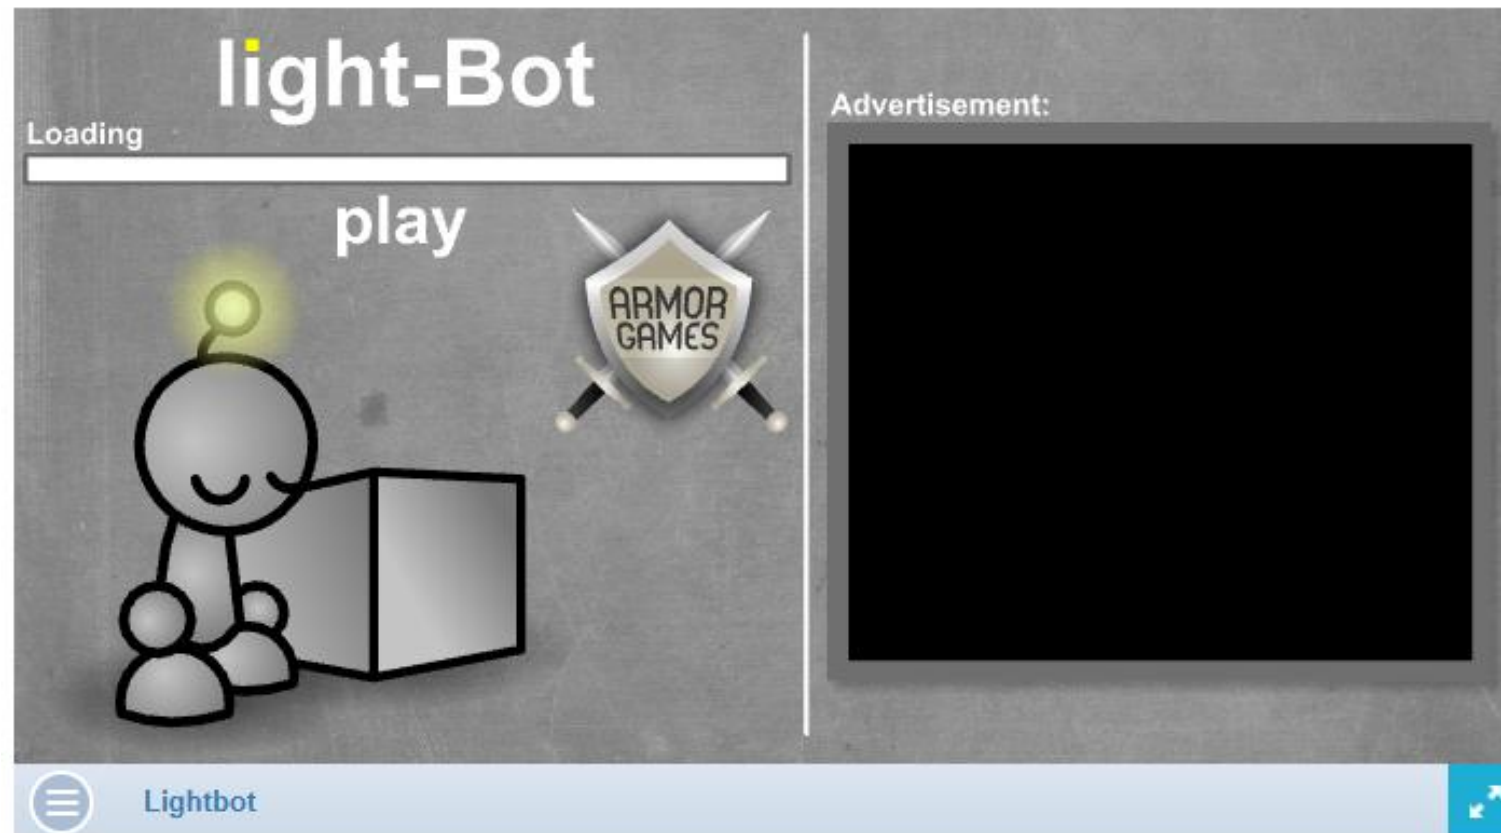 light-Bot
Loading
play
ARMOR
GAMES
Advertisement:
Lightbot